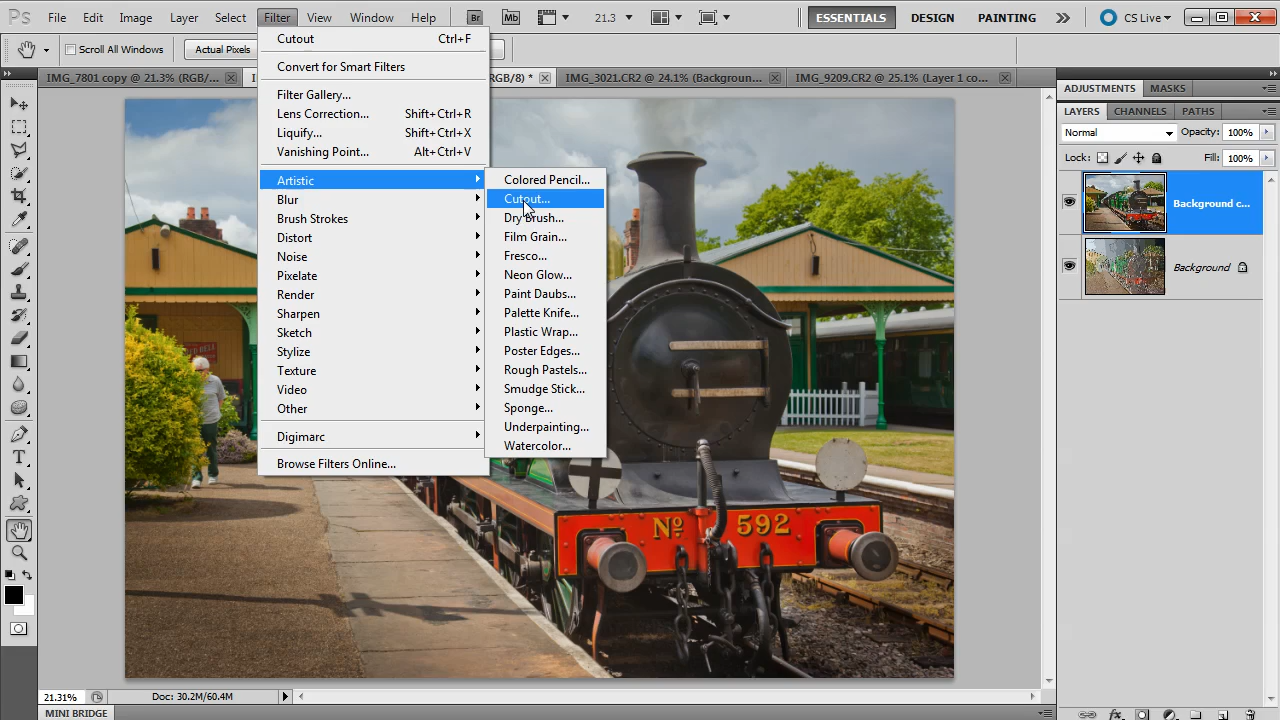 Ps File Edit Image Layer Select Filter View Window Help Br Mb 21.3 ESSENTIALS DESIGN PAINTING CS Live
Scroll All Windows Actual Pixels
IMG_7801 copy @ 21.3% (RGB/... I RGB/8) * IMG_3021.CR2 @ 24.1% (Backgroun... IMG_9209.CR2 @ 25.1% (Layer 1 co...
Cutout Ctrl+F
Convert for Smart Filters
Filter Gallery...
Lens Correction... Shift+Ctrl+R
Liquify... Shift+Ctrl+X
Vanishing Point... Alt+Ctrl+V
Artistic
Blur
Brush Strokes
Distort
Noise
Pixelate
Render
Sharpen
Sketch
Stylize
Texture
Video
Other
Digimarc
Browse Filters Online...
Colored Pencil...
Cutout...
Dry Brush...
Film Grain...
Fresco...
Neon Glow...
Paint Daubs...
Palette Knife...
Plastic Wrap...
Poster Edges...
Rough Pastels...
Smudge Stick...
Sponge...
Underpainting...
Watercolor...
Nº 592
ADJUSTMENTS MASKS
LAYERS CHANNELS PATHS
Normal Opacity: 100%
Lock: Fill: 100%
Background c...
Background
21.31% Doc: 30.2M/60.4M
MINI BRIDGE